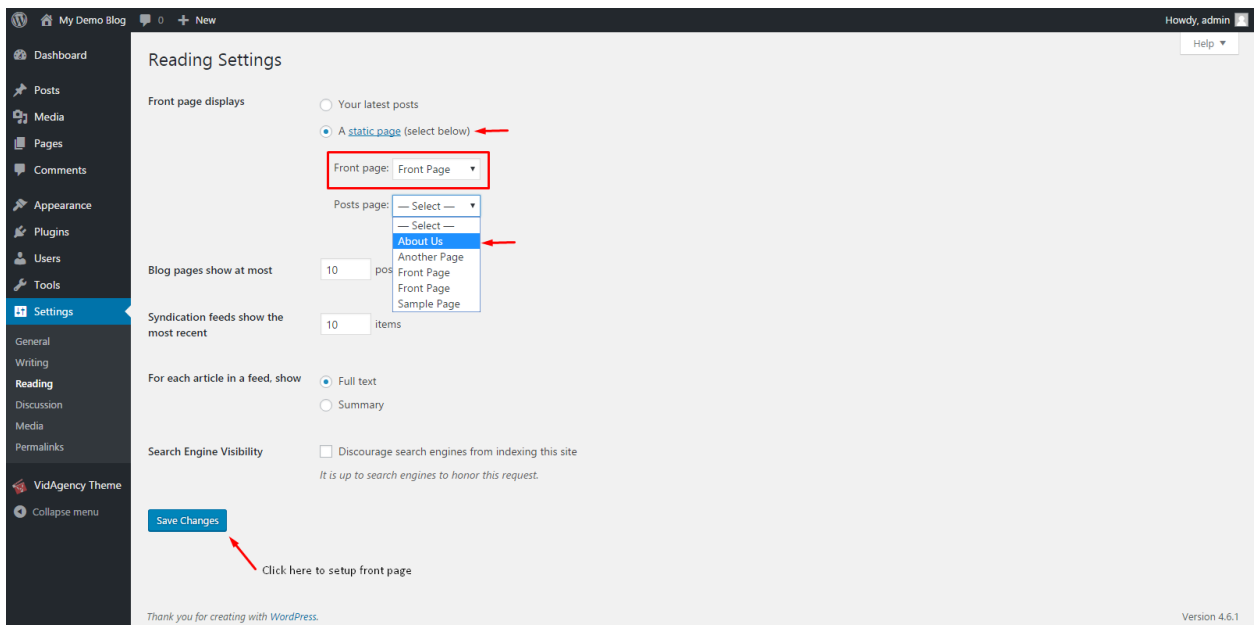 My Demo Blog 0 + New Howdy, admin
Help ▼
Dashboard
Posts
Media
Pages
Comments
Appearance
Plugins
Users
Tools
Settings
General
Writing
Reading
Discussion
Media
Permalinks
VidAgency Theme
Collapse menu
Reading Settings
Front page displays
Your latest posts
A static page (select below)
Front page: Front Page ▼
Posts page: — Select — ▼
— Select —
About Us
Another Page
Front Page
Front Page
Sample Page
Blog pages show at most 10 pos
Syndication feeds show the
most recent
10 items
For each article in a feed, show
Full text
Summary
Search Engine Visibility
Discourage search engines from indexing this site
It is up to search engines to honor this request.
Save Changes
Click here to setup front page
Thank you for creating with WordPress. Version 4.6.1